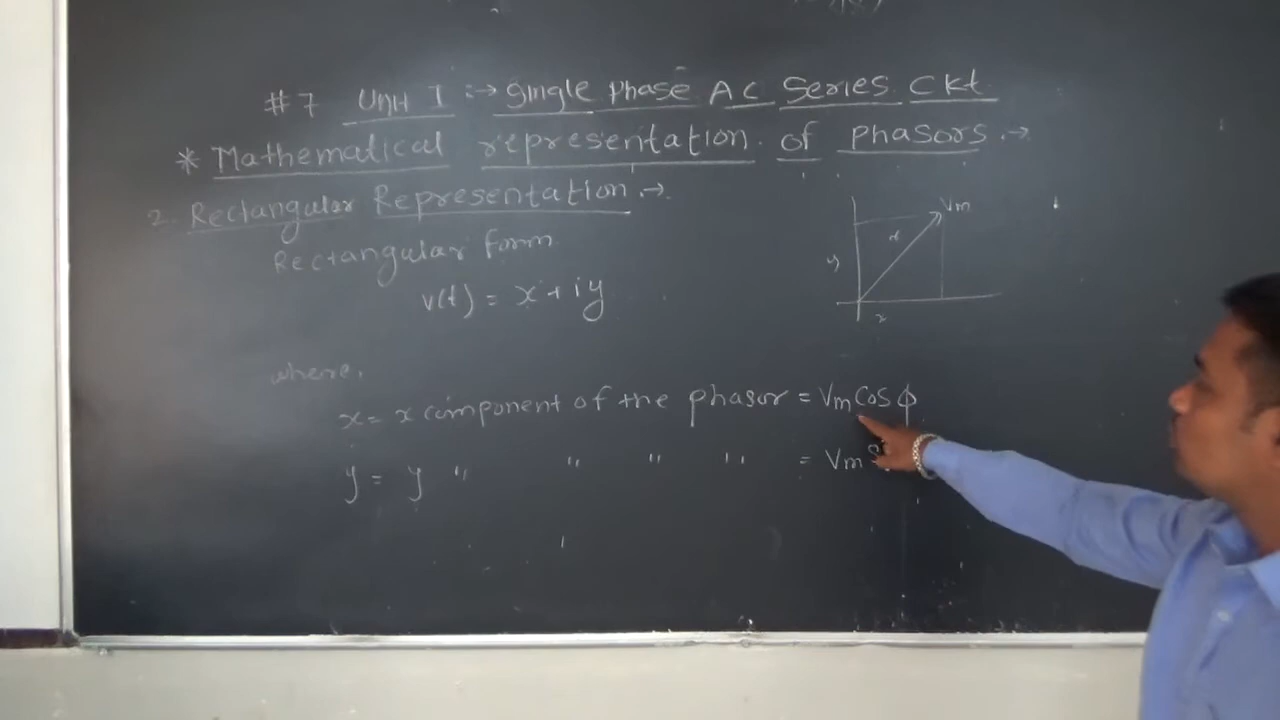 #7 Unit I :→ Single Phase AC Series Ckt
* Mathematical representation of phasors →
2. Rectangular Representation →
Rectangular form
v(t) = x + iy
Vm
y
x
where,
x = x component of the phasor = Vm Cos ϕ
y = y " " " " = Vm